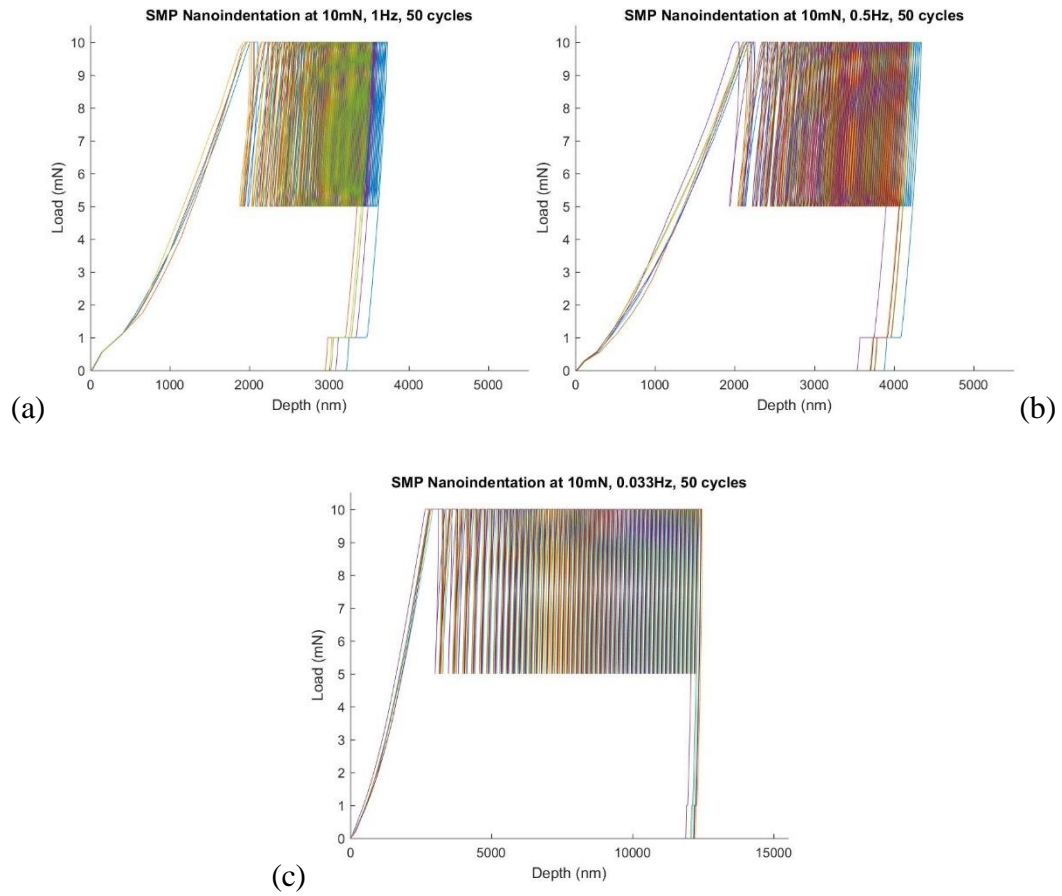 SMP Nanoindentation at 10mN, 1Hz, 50 cycles
10
9
8
7
6
5
4
3
2
1
0
Load (mN)
0 1000 2000 3000 4000 5000
Depth (nm)
(a)
SMP Nanoindentation at 10mN, 0.5Hz, 50 cycles
10
9
8
7
6
5
4
3
2
1
0
Load (mN)
0 1000 2000 3000 4000 5000
Depth (nm)
(b)
SMP Nanoindentation at 10mN, 0.033Hz, 50 cycles
10
9
8
7
6
5
4
3
2
1
0
Load (mN)
0 5000 10000 15000
Depth (nm)
(c)